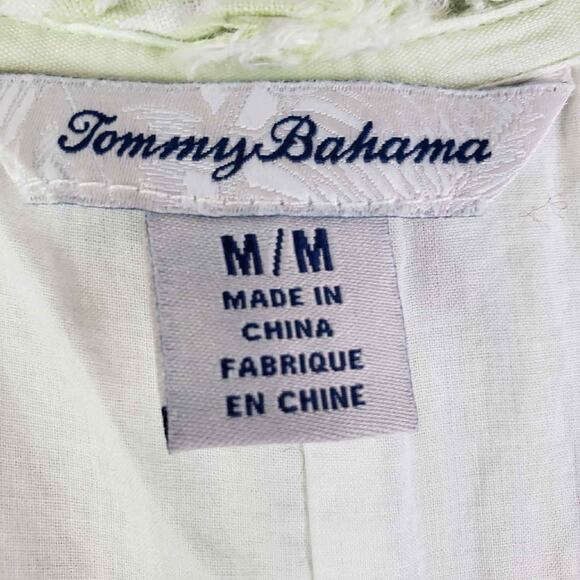 Tommy Bahama
M/M
MADE IN
CHINA
FABRIQUE
EN CHINE